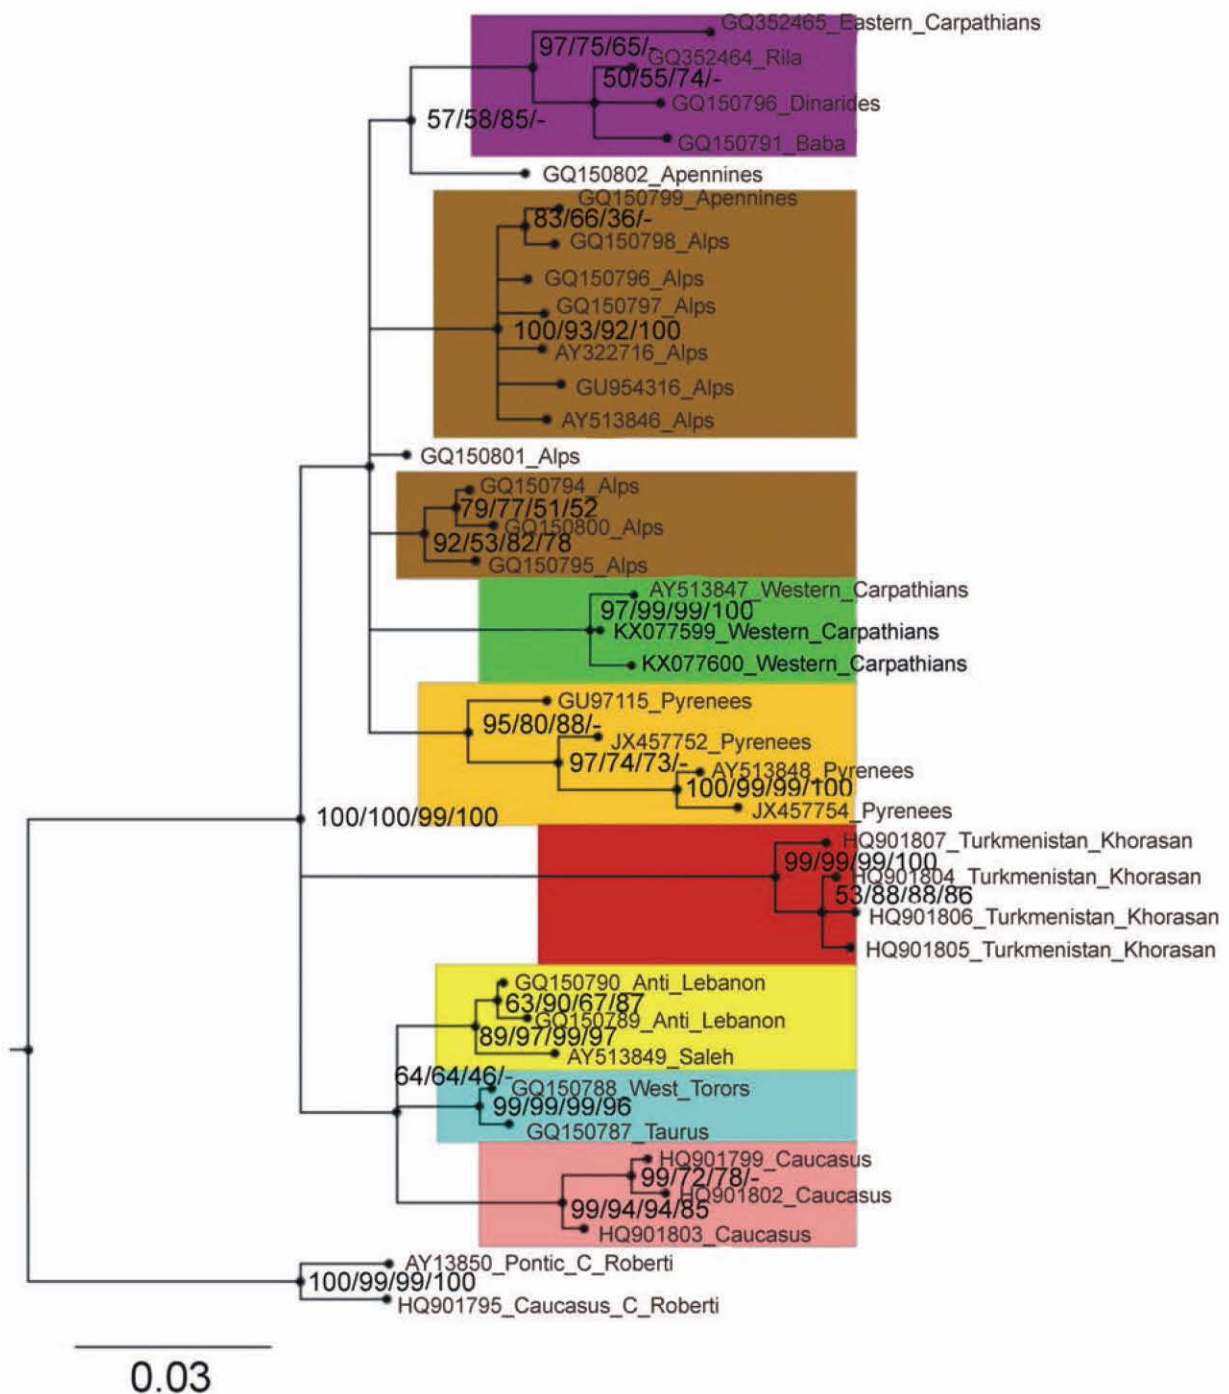 GQ352465_Eastern_Carpathians
97/75/65/-
GQ352464_Rila
50/55/74/-
GQ150796_Dinarides
57/58/85/-
GQ150791_Baba
GQ150802_Apennines
GQ150799_Apennines
83/66/36/-
GQ150798_Alps
GQ150796_Alps
GQ150797_Alps
100/93/92/100
AY322716_Alps
GU954316_Alps
AY513846_Alps
GQ150801_Alps
GQ150794_Alps
79/77/51/52
GQ150800_Alps
92/53/82/78
GQ150795_Alps
AY513847_Western_Carpathians
97/99/99/100
KX077599_Western_Carpathians
KX077600_Western_Carpathians
GU97115_Pyrenees
95/80/88/-
JX457752_Pyrenees
97/74/73/-
AY513848_Pyrenees
100/99/99/100
JX457754_Pyrenees
100/100/99/100
HQ901807_Turkmenistan_Khorasan
99/99/99/100
HQ901804_Turkmenistan_Khorasan
53/88/88/86
HQ901806_Turkmenistan_Khorasan
HQ901805_Turkmenistan_Khorasan
GQ150790_Anti_Lebanon
63/90/67/87
GQ150789_Anti_Lebanon
89/97/99/97
AY513849_Saleh
64/64/46/-
GQ150788_West_Torors
99/99/99/96
GQ150787_Taurus
HQ901799_Caucasus
99/72/78/-
HQ901802_Caucasus
99/94/94/85
HQ901803_Caucasus
AY13850_Pontic_C_Roberti
100/99/99/100
HQ901795_Caucasus_C_Roberti
0.03